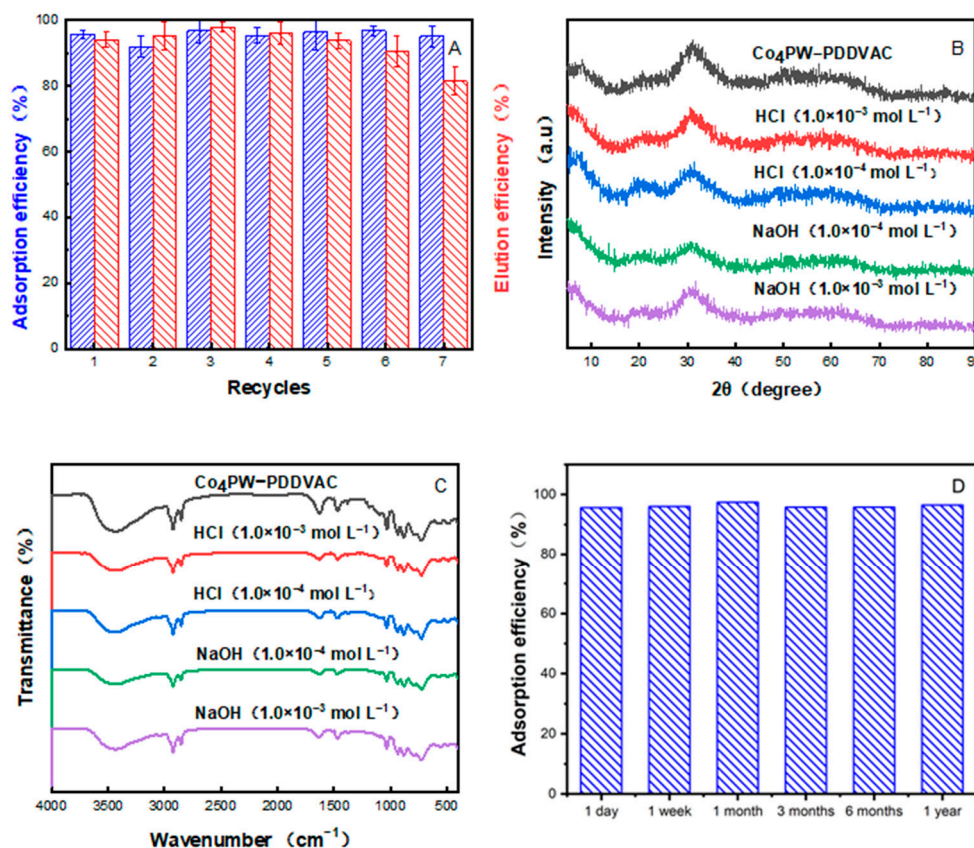 A
100
80
60
40
20
0
Adsorption efficiency (%)
Elution efficiency (%)
1 2 3 4 5 6 7
Recycles
B
Co₄PW–PDDVAC
HCl (1.0×10⁻³ mol L⁻¹)
HCl (1.0×10⁻⁴ mol L⁻¹)
NaOH (1.0×10⁻⁴ mol L⁻¹)
NaOH (1.0×10⁻³ mol L⁻¹)
Intensity (a.u)
10 20 30 40 50 60 70 80 9
2θ (degree)
C
Co₄PW–PDDVAC
HCl (1.0×10⁻³ mol L⁻¹)
HCl (1.0×10⁻⁴ mol L⁻¹)
NaOH (1.0×10⁻⁴ mol L⁻¹)
NaOH (1.0×10⁻³ mol L⁻¹)
Transmittance (%)
4000 3500 3000 2500 2000 1500 1000 500
Wavenumber (cm⁻¹)
D
100
80
60
40
20
0
Adsorption efficiency (%)
1 day 1 week 1 month 3 months 6 months 1 year